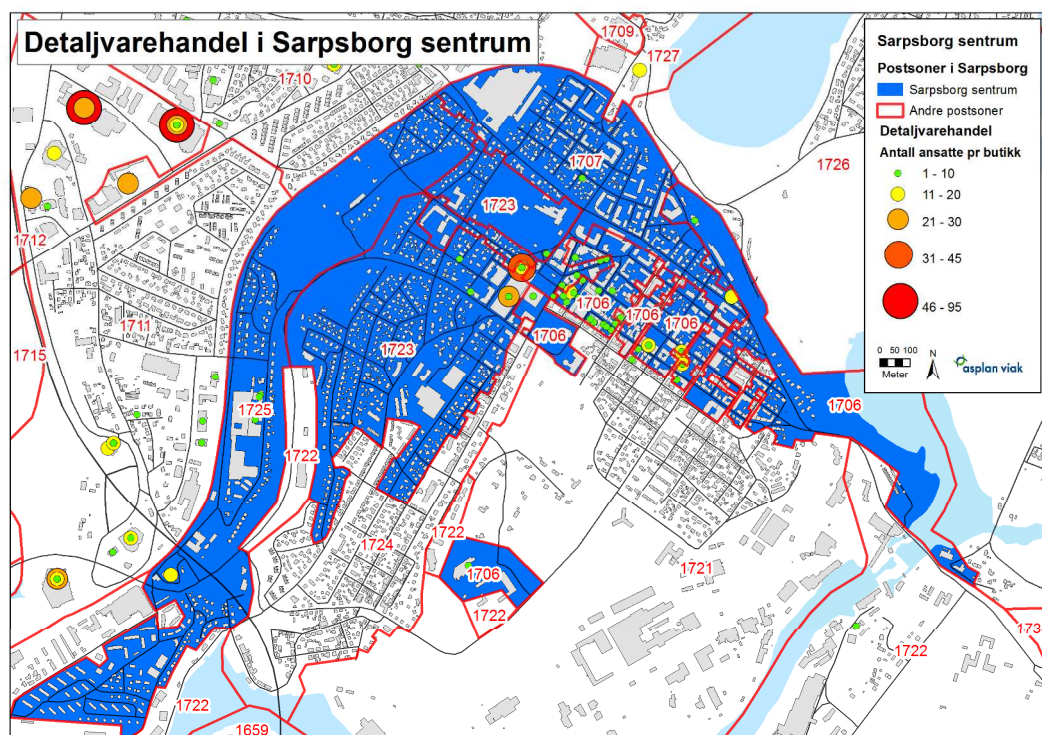 Detaljvarehandel i Sarpsborg sentrum
Sarpsborg sentrum
Postsoner i Sarpsborg
Sarpsborg sentrum
Andre postsoner
Detaljvarehandel
Antall ansatte pr butikk
1 - 10
11 - 20
21 - 30
31 - 45
46 - 95
0 50 100
Meter
N
asplan viak
1709
1727
1710
1726
1707
1723
1712
1706
1706
1706
1711
1706
1715
1723
1706
1725
1722
1722
1724
1721
1706
1722
1722
173
1722
1659